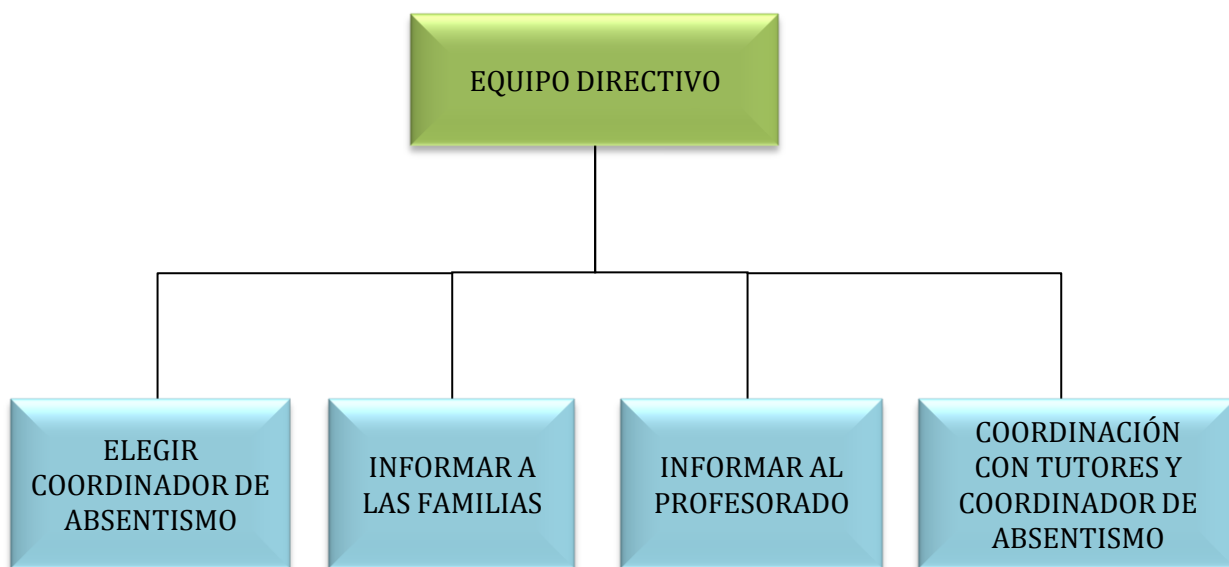 EQUIPO DIRECTIVO
ELEGIR
COORDINADOR DE
ABSENTISMO
INFORMAR A
LAS FAMILIAS
INFORMAR AL
PROFESORADO
COORDINACIÓN
CON TUTORES Y
COORDINADOR DE
ABSENTISMO